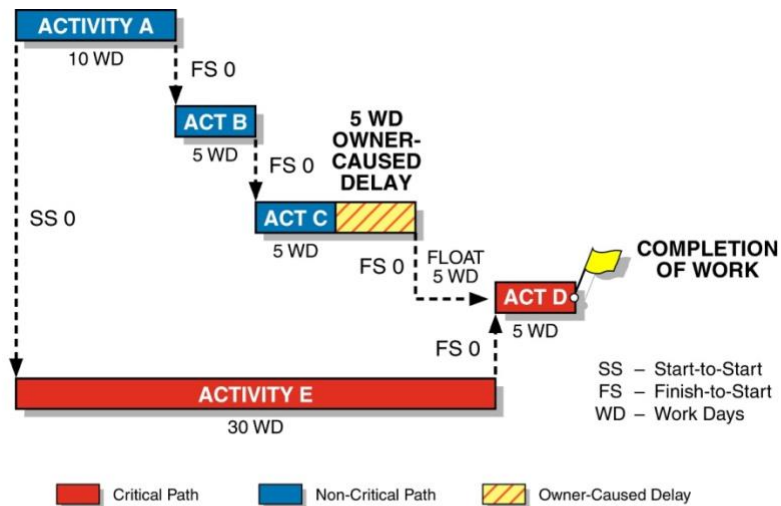 ACTIVITY A
10 WD
FS 0
ACT B
5 WD
FS 0
5 WD
OWNER-
CAUSED
DELAY
SS 0
ACT C
5 WD
FS 0
FLOAT
5 WD
COMPLETION
OF WORK
ACT D
5 WD
FS 0
ACTIVITY E
30 WD
SS – Start-to-Start
FS – Finish-to-Start
WD – Work Days
Critical Path
Non-Critical Path
Owner-Caused Delay